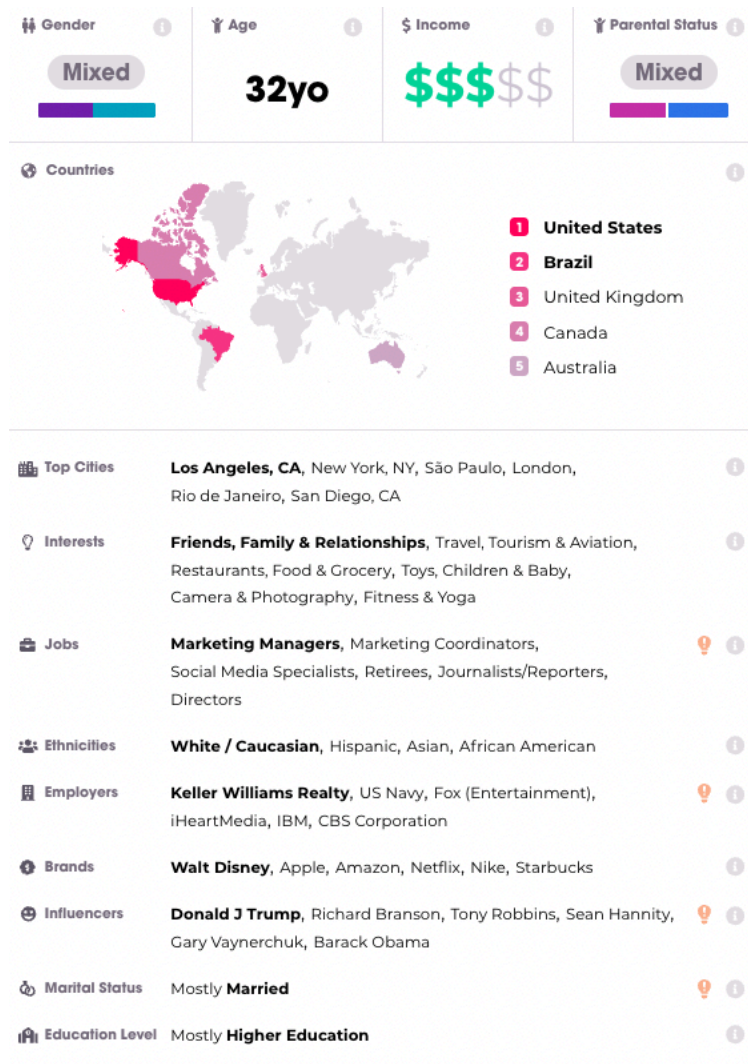 Gender
Age
$ Income
Parental Status
Mixed
32yo
$$$$$
Mixed
Countries
1 United States
2 Brazil
3 United Kingdom
4 Canada
5 Australia
Top Cities
Los Angeles, CA, New York, NY, São Paulo, London,
Rio de Janeiro, San Diego, CA
Interests
Friends, Family & Relationships, Travel, Tourism & Aviation,
Restaurants, Food & Grocery, Toys, Children & Baby,
Camera & Photography, Fitness & Yoga
Jobs
Marketing Managers, Marketing Coordinators,
Social Media Specialists, Retirees, Journalists/Reporters,
Directors
Ethnicities
White / Caucasian, Hispanic, Asian, African American
Employers
Keller Williams Realty, US Navy, Fox (Entertainment),
iHeartMedia, IBM, CBS Corporation
Brands
Walt Disney, Apple, Amazon, Netflix, Nike, Starbucks
Influencers
Donald J Trump, Richard Branson, Tony Robbins, Sean Hannity,
Gary Vaynerchuk, Barack Obama
Marital Status
Mostly Married
Education Level
Mostly Higher Education